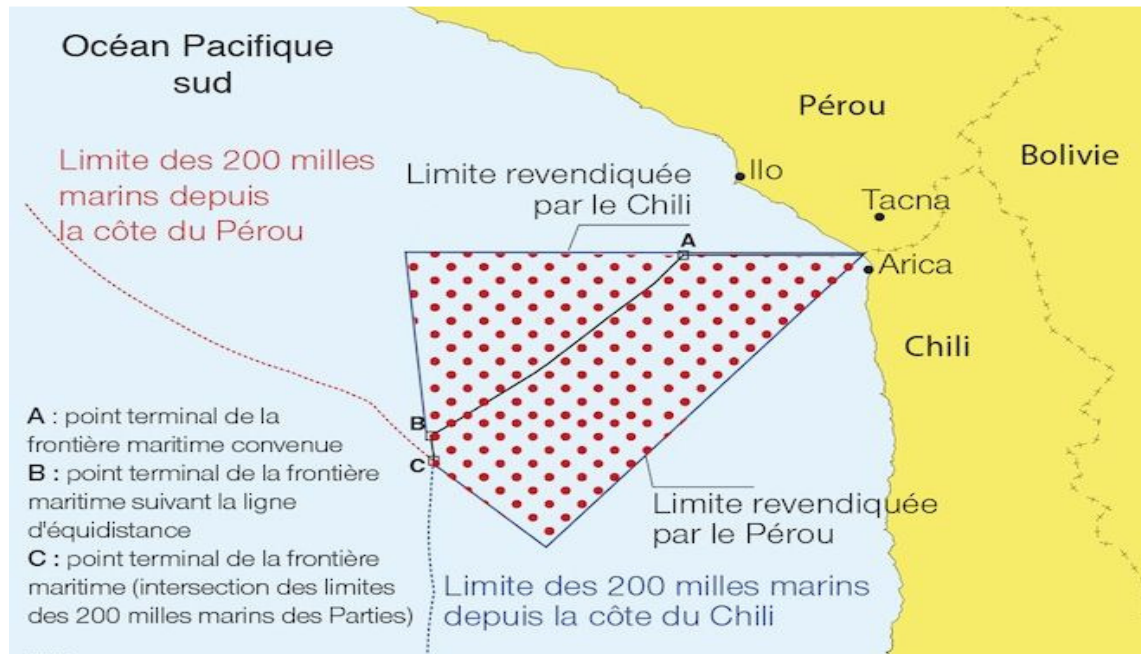 Océan Pacifique
sud
Pérou
Bolivie
Limite des 200 milles
marins depuis
la côte du Pérou
Limite revendiquée
par le Chili
Ilo
Tacna
A
Arica
Chili
A : point terminal de la
frontière maritime convenue
B : point terminal de la frontière
maritime suivant la ligne
d'équidistance
C : point terminal de la frontière
maritime (intersection des limites
des 200 milles marins des Parties)
B
C
Limite revendiquée
par le Pérou
Limite des 200 milles marins
depuis la côte du Chili